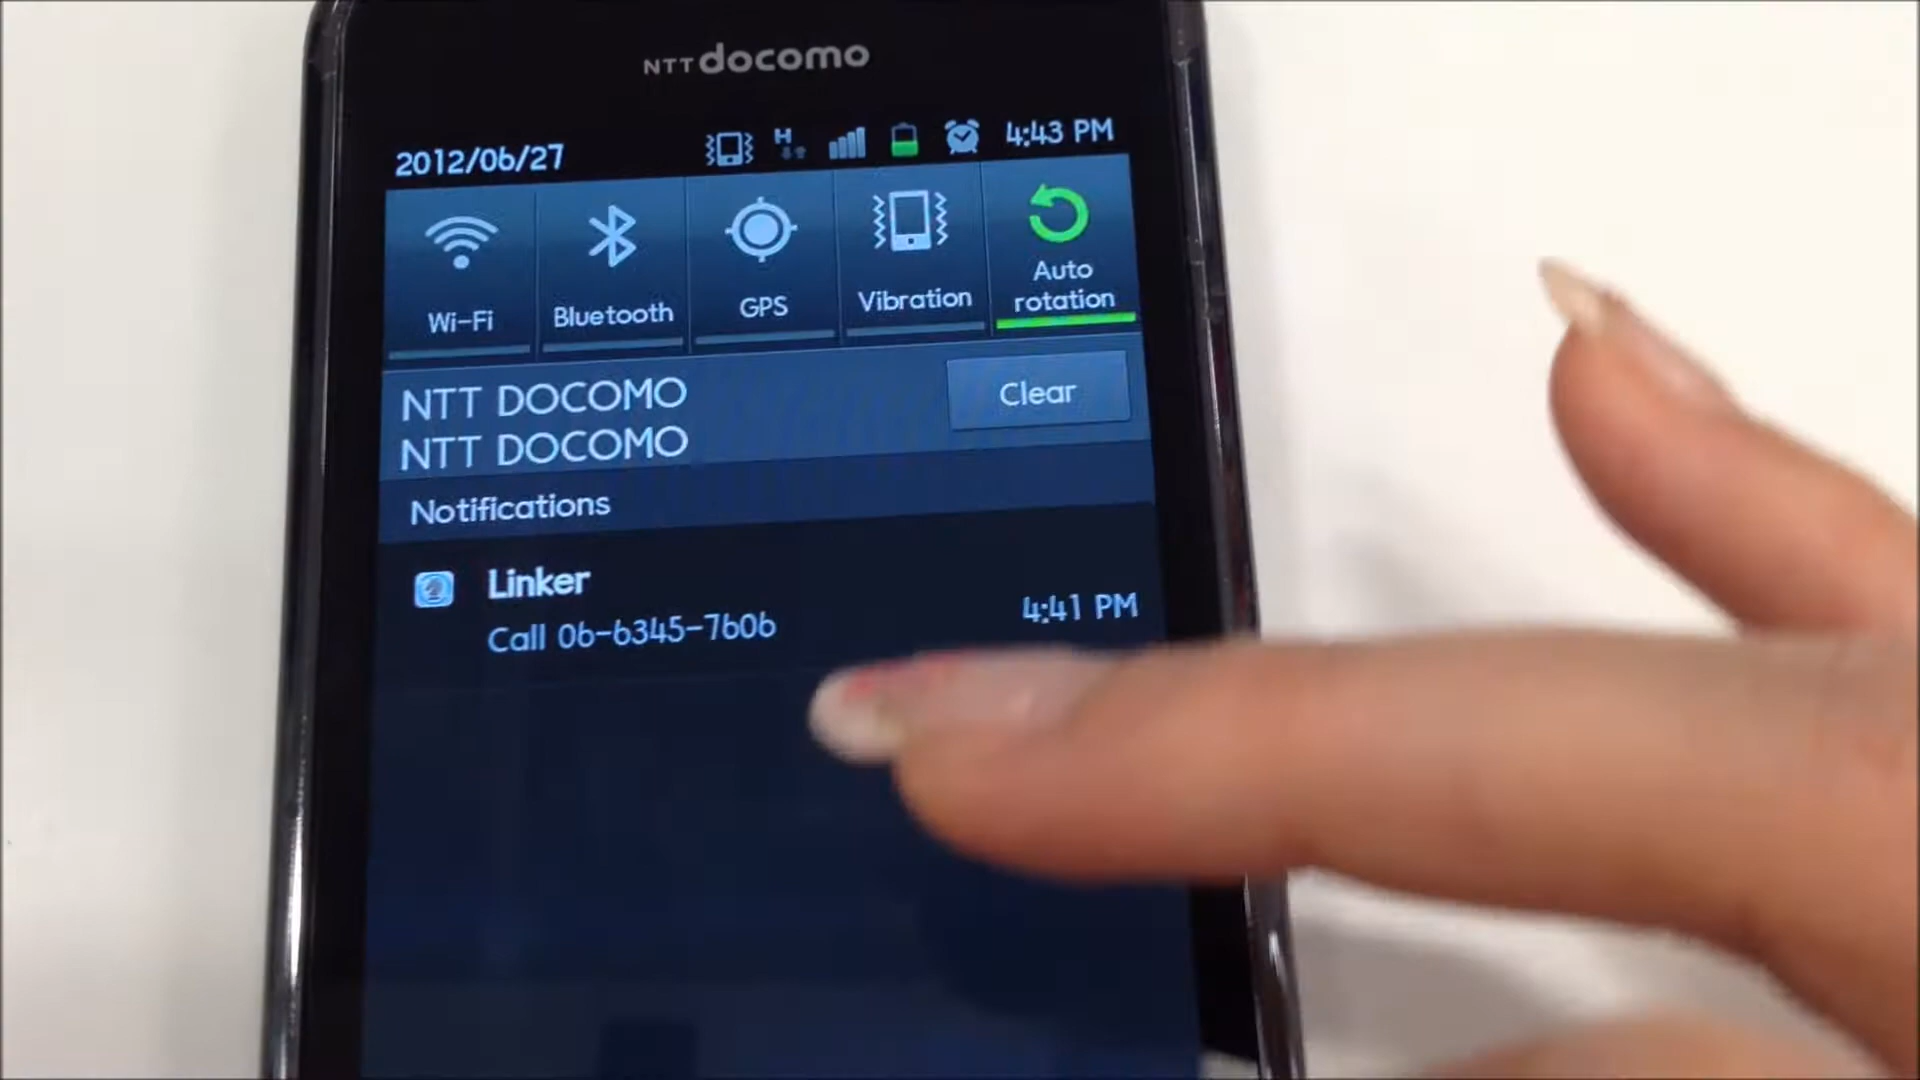 NTT docomo
2012/06/27 H 4:43 PM
Wi-Fi Bluetooth GPS Vibration Auto rotation
NTT DOCOMO Clear
NTT DOCOMO
Notifications
Linker
Call 06-6345-7606 4:41 PM